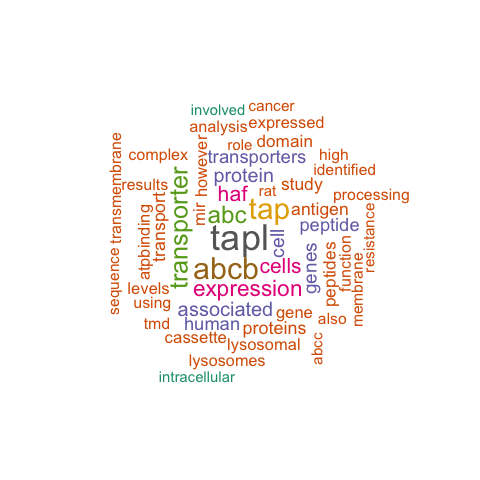 involved
cancer
analysis
expressed
role
domain
complex
transporters
however
high
identified
protein
results
rat
study
processing
haf
mir
abc
tap
antigen
transmembrane
sequence
atpbinding
transport
transporter
tapl
cell
peptide
resistance
function
membrane
peptides
genes
abcb
cells
levels
expression
using
associated
gene
also
tmd
human
proteins
cassette
lysosomal
abcc
lysosomes
intracellular